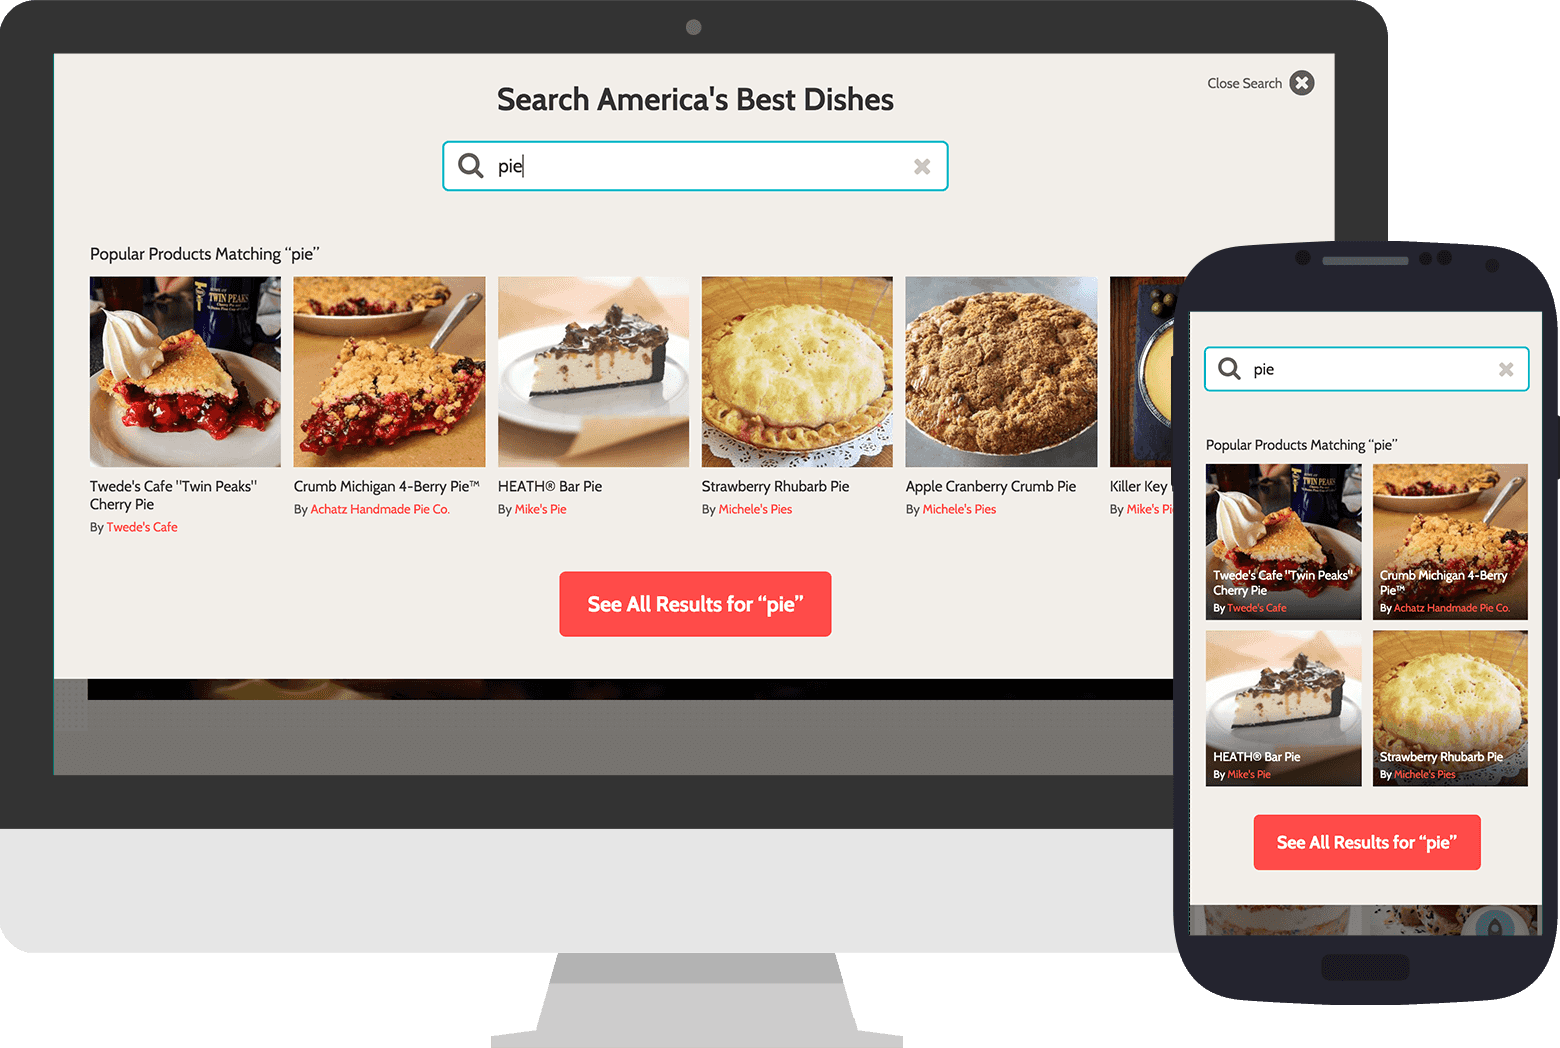 Close Search
Search America's Best Dishes
pie
Popular Products Matching “pie”
TWIN PEAKS
Twede's Cafe "Twin Peaks"
Cherry Pie
By Twede's Cafe
Crumb Michigan 4-Berry Pie™
By Achatz Handmade Pie Co.
HEATH® Bar Pie
By Mike's Pie
Strawberry Rhubarb Pie
By Michele's Pies
Apple Cranberry Crumb Pie
By Michele's Pies
Killer Key
By Mike's Pi
See All Results for “pie”
pie
Popular Products Matching “pie”
TWIN PEAKS
Twede's Cafe "Twin Peaks"
Cherry Pie
By Twede's Cafe
Crumb Michigan 4-Berry
Pie™
By Achatz Handmade Pie Co.
HEATH® Bar Pie
By Mike's Pie
Strawberry Rhubarb Pie
By Michele's Pies
See All Results for “pie”